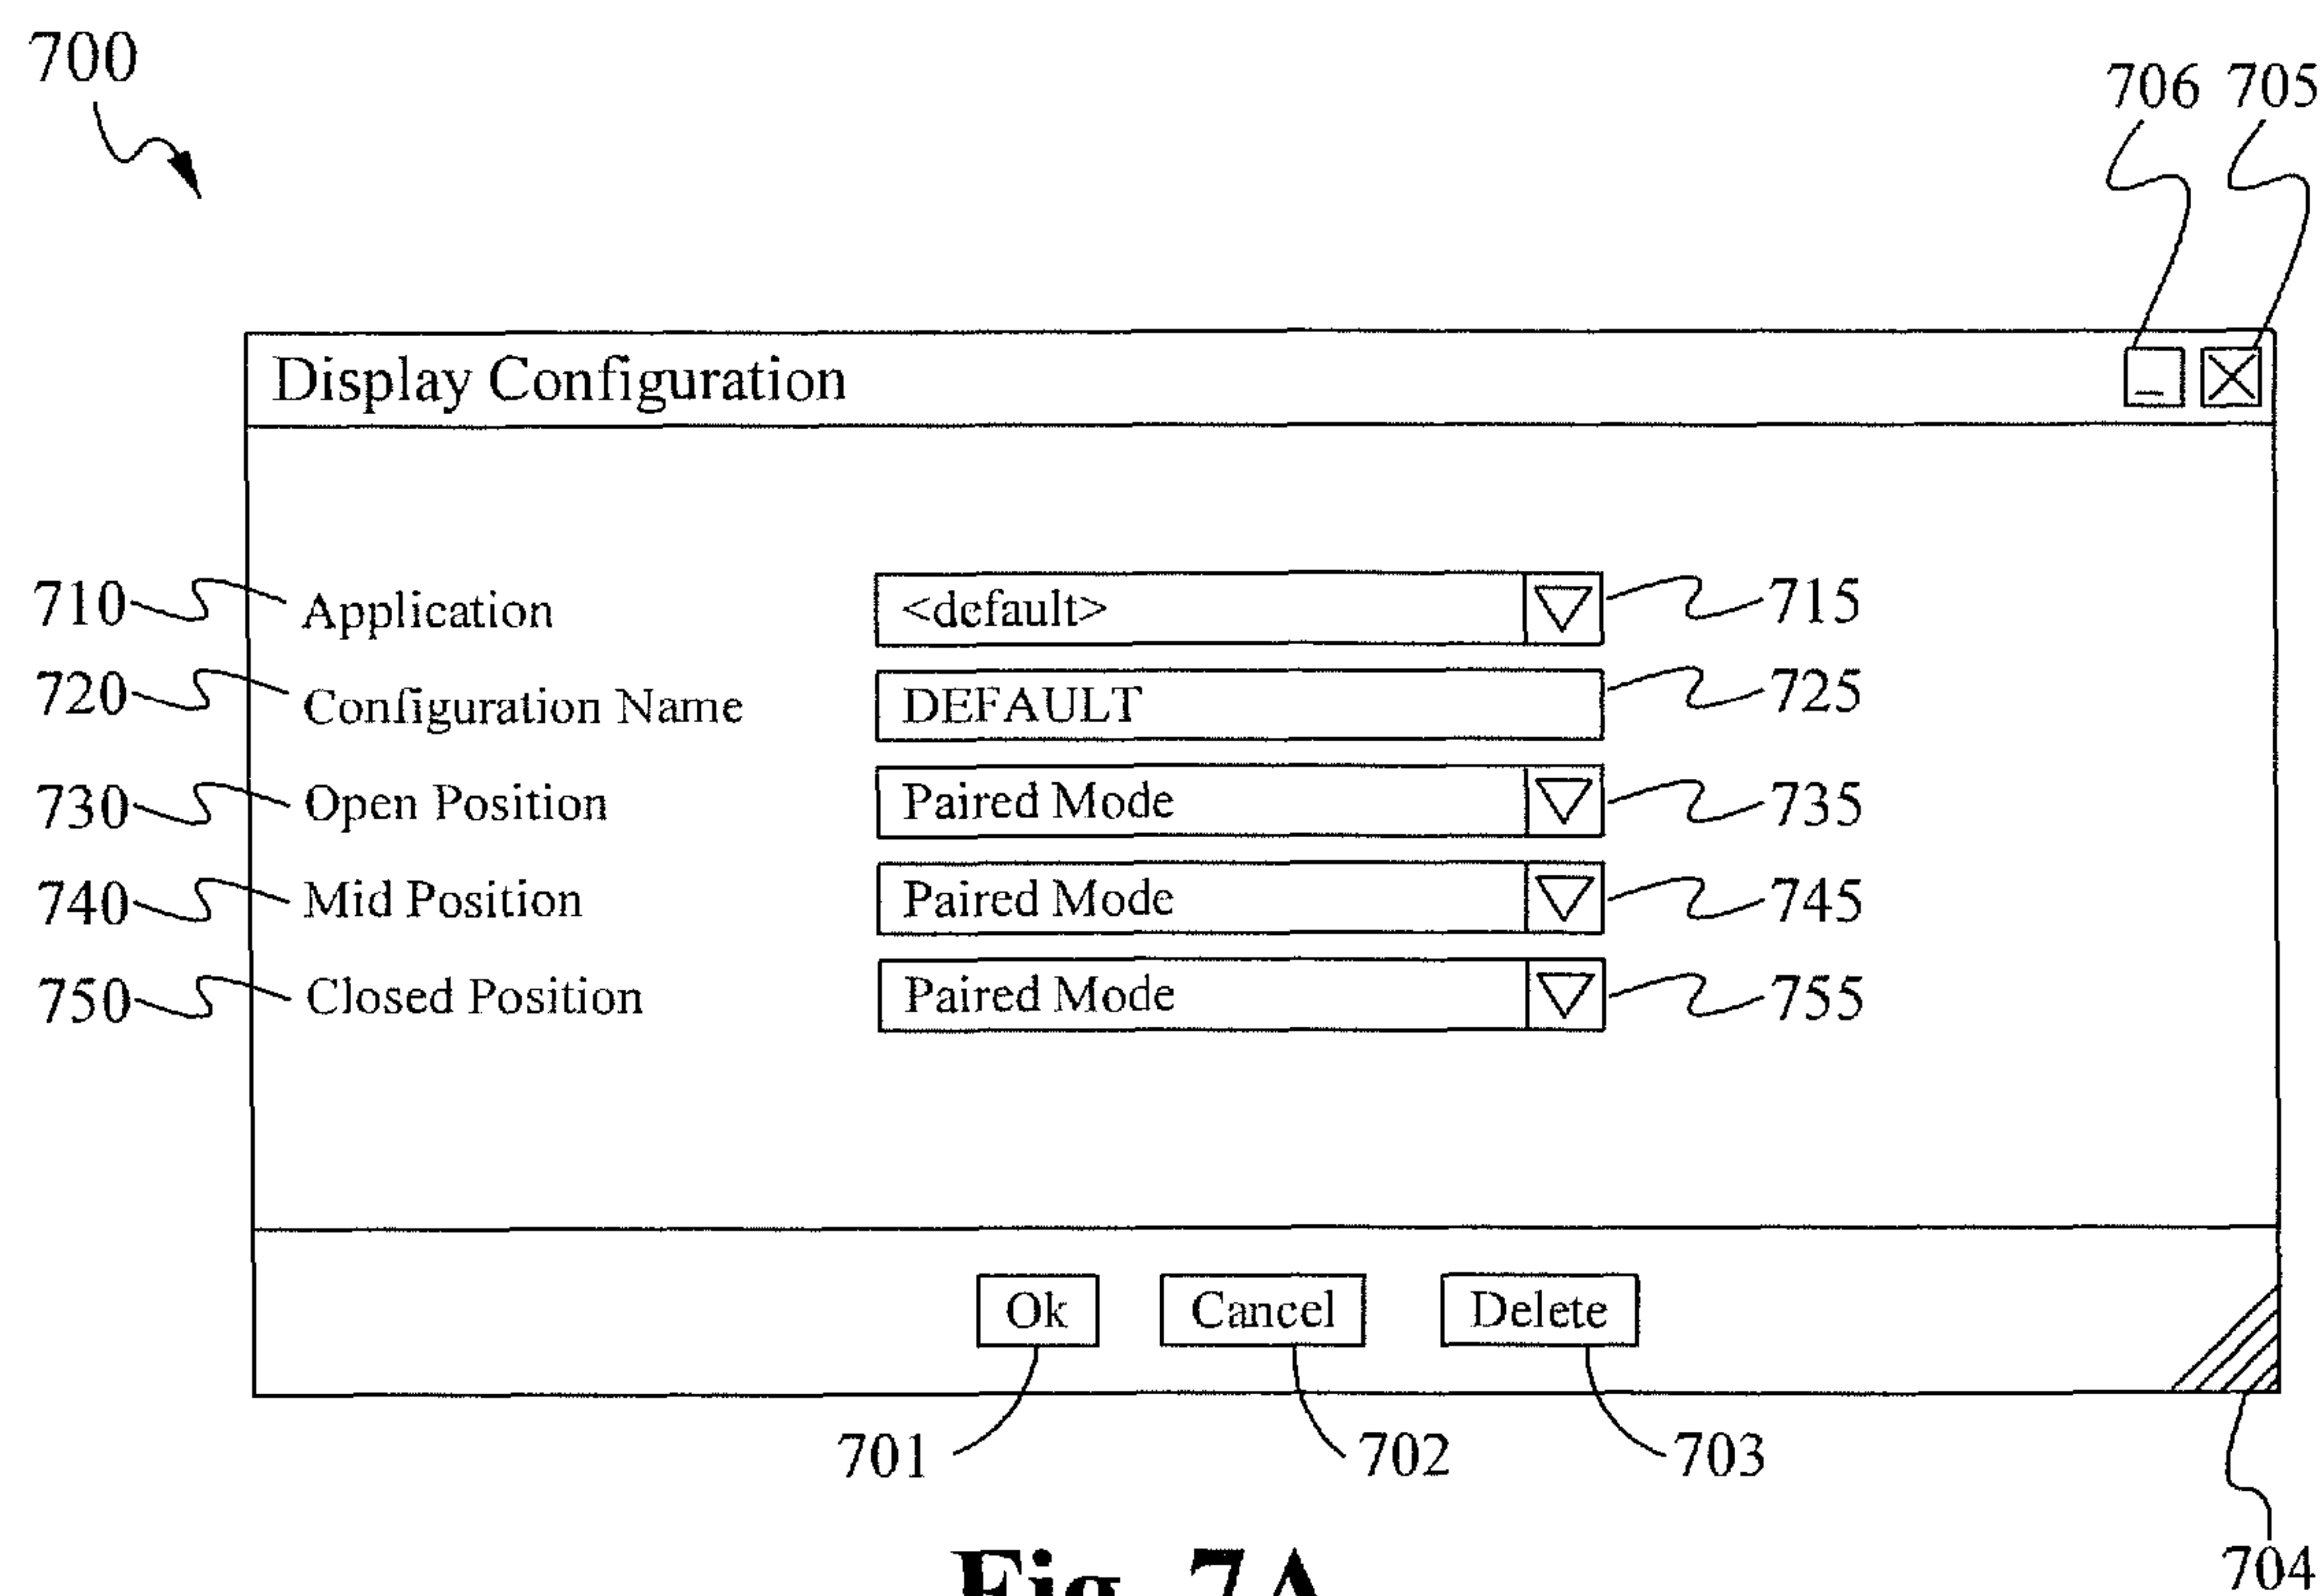 700
706 705
Display Configuration
710 Application <default> 715
720 Configuration Name DEFAULT 725
730 Open Position Paired Mode 735
740 Mid Position Paired Mode 745
750 Closed Position Paired Mode 755
Ok Cancel Delete
701 702 703
704
Fig. 7A